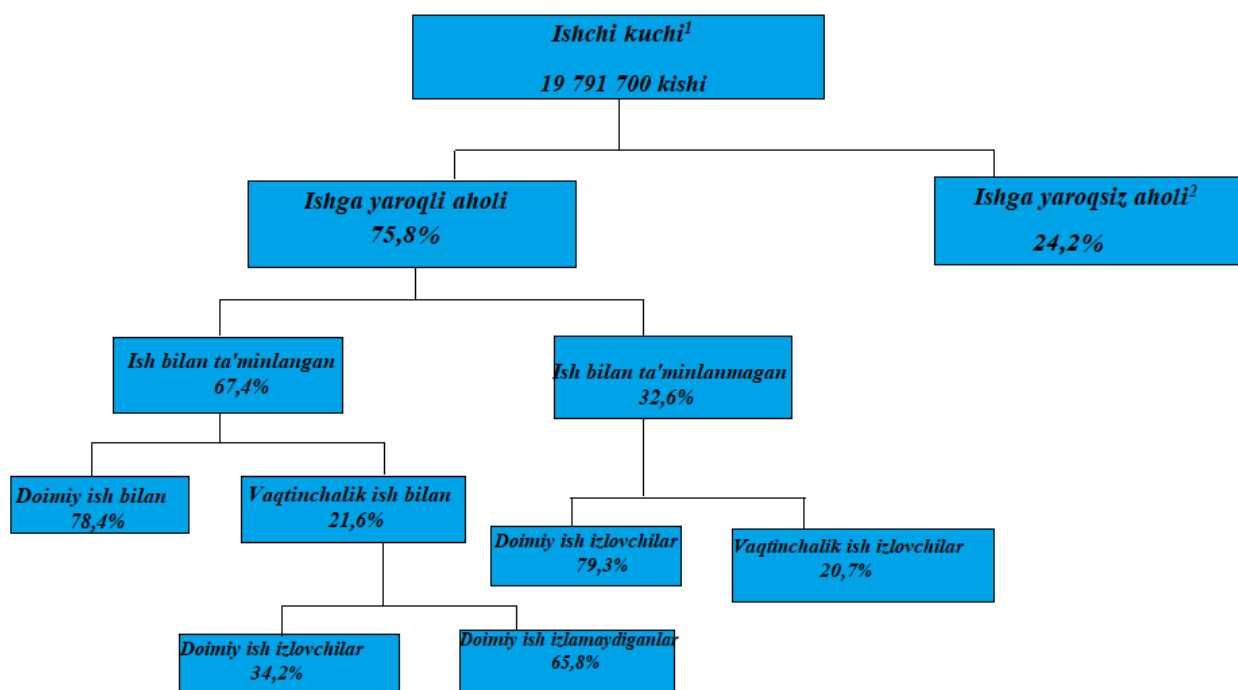 Ishchi kuchi¹
19 791 700 kishi
Ishga yaroqli aholi
75,8%
Ishga yaroqsiz aholi²
24,2%
Ish bilan ta'minlangan
67,4%
Ish bilan ta'minlanmagan
32,6%
Doimiy ish bilan
78,4%
Vaqtinchalik ish bilan
21,6%
Doimiy ish izlovchilar
79,3%
Vaqtinchalik ish izlovchilar
20,7%
Doimiy ish izlovchilar
34,2%
Doimiy ish izlamaydiganlar
65,8%